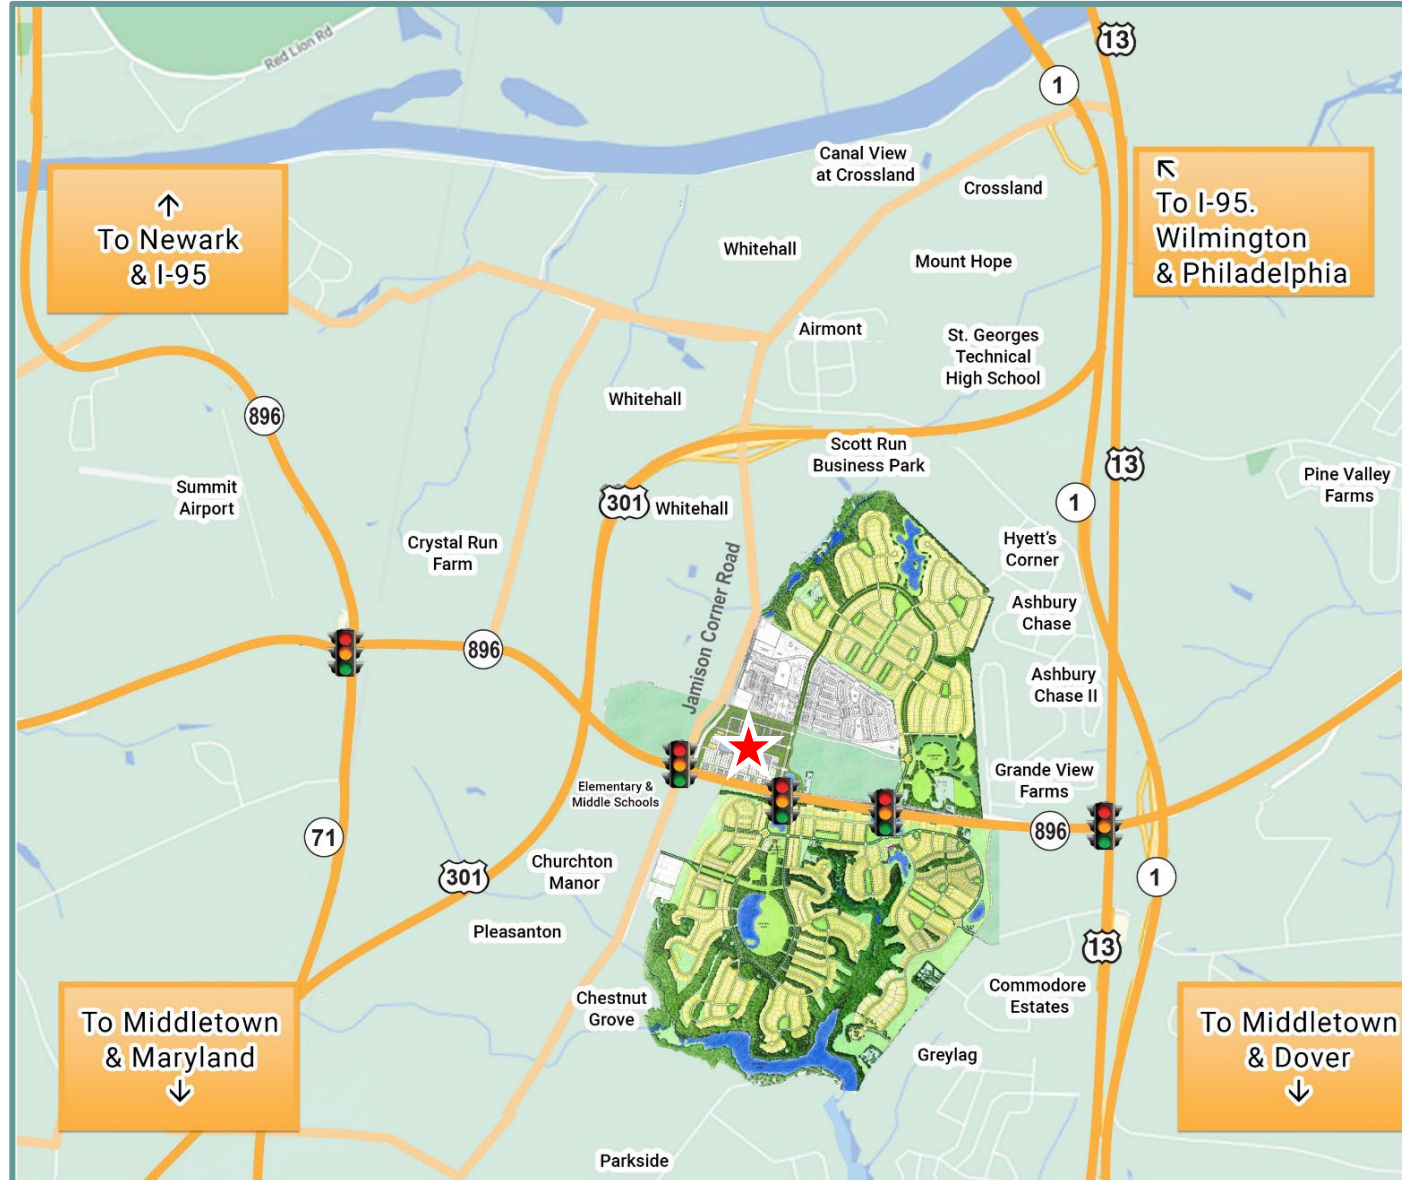 Red Lion Rd
13
1
Canal View
at Crossland
Crossland
↑
To Newark
& I-95
↖
To I-95.
Wilmington
& Philadelphia
Whitehall
Mount Hope
Airmont
St. Georges
Technical
High School
Whitehall
896
Scott Run
Business Park
13
Pine Valley
Farms
Summit
Airport
301
Whitehall
1
Crystal Run
Farm
Hyett's
Corner
Jamison Corner Road
Ashbury
Chase
896
Ashbury
Chase II
Elementary &
Middle Schools
Grande View
Farms
896
71
301
Churchton
Manor
1
Pleasanton
13
Chestnut
Grove
Commodore
Estates
To Middletown
& Maryland
↓
To Middletown
& Dover
↓
Greylag
Parkside